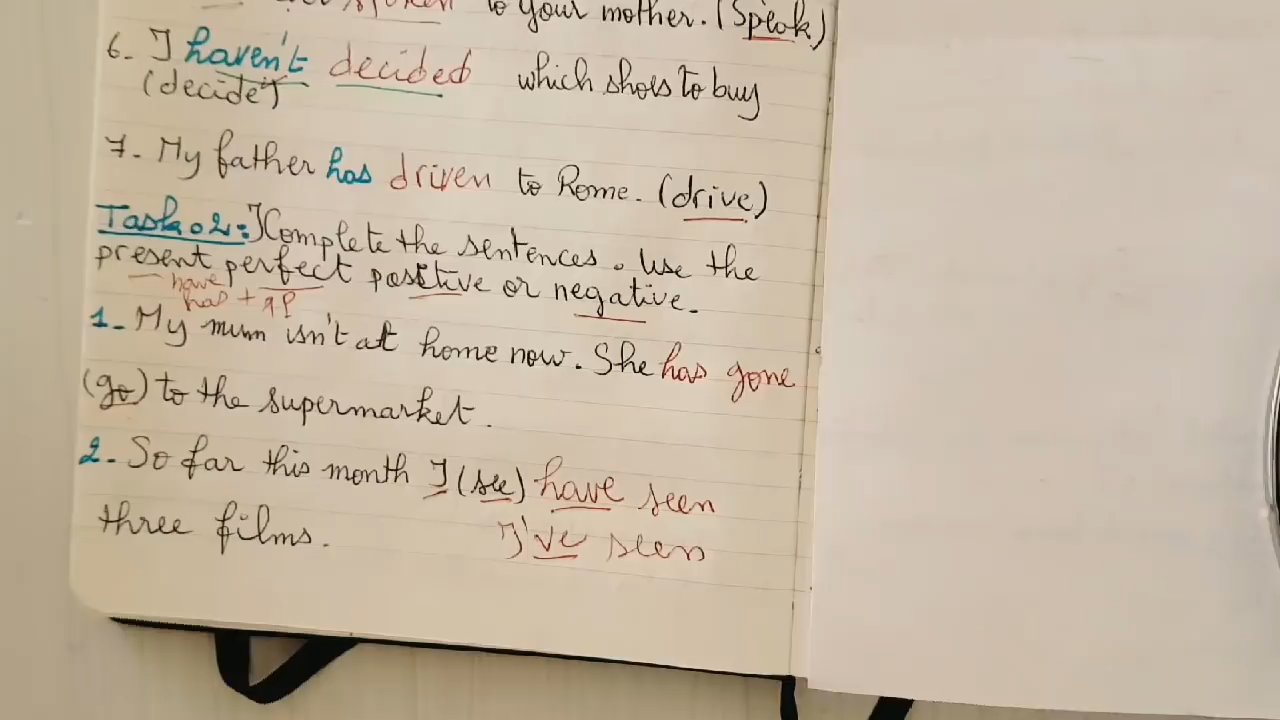 spoken to your mother. (Speak)
6. I haven't decided which shoes to buy
(decide)
7. My father has driven to Rome. (drive)
Task 02: Complete the sentences. Use the
present perfect positive or negative.
have
has + PP
1. My mum isn't at home now. She has gone
(go) to the supermarket.
2. So far this month I (see) have seen
three films. I've seen